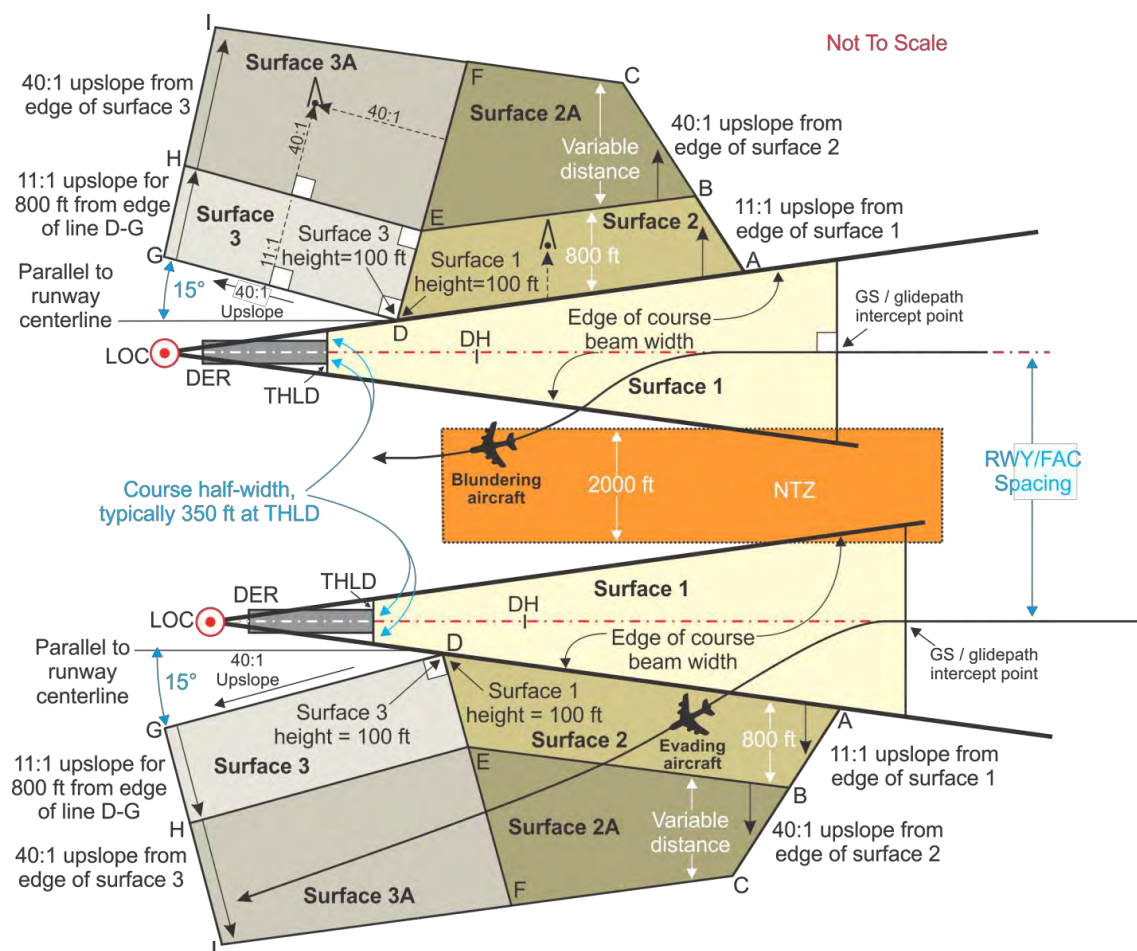 Not To Scale
I
Surface 3A
F
C
40:1 upslope from
edge of surface 3
40:1
40:1
Surface 2A
Variable
distance
40:1 upslope from
edge of surface 2
H
11:1 upslope for
800 ft from edge
of line D-G
Surface
3
11:1
E
B
Surface 2
800 ft
11:1 upslope from
edge of surface 1
G
Surface 3
height=100 ft
Surface 1
height=100 ft
A
Parallel to
runway
centerline
15°
40:1
Upslope
D
Edge of course
beam width
GS / glidepath
intercept point
LOC
DER
THLD
DH
Surface 1
Blundering
aircraft
2000 ft
NTZ
RWY/FAC
Spacing
Course half-width,
typically 350 ft at THLD
LOC
DER
THLD
DH
Surface 1
Parallel to
runway
centerline
15°
40:1
Upslope
D
Edge of course
beam width
GS / glidepath
intercept point
G
Surface 3
height = 100 ft
Surface 1
height = 100 ft
Surface 2
Evading
aircraft
800 ft
A
11:1 upslope from
edge of surface 1
11:1 upslope for
800 ft from edge
of line D-G
Surface 3
E
B
H
Surface 2A
Variable
distance
40:1 upslope from
edge of surface 2
40:1 upslope from
edge of surface 3
Surface 3A
F
C
I